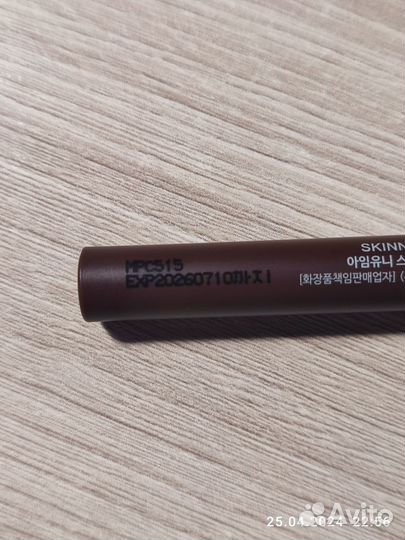 SKINN
아임유니 스
[화장품책임판매업자] (
MPC515
EXP20260710까지
25.04.2024 22:56
Avito